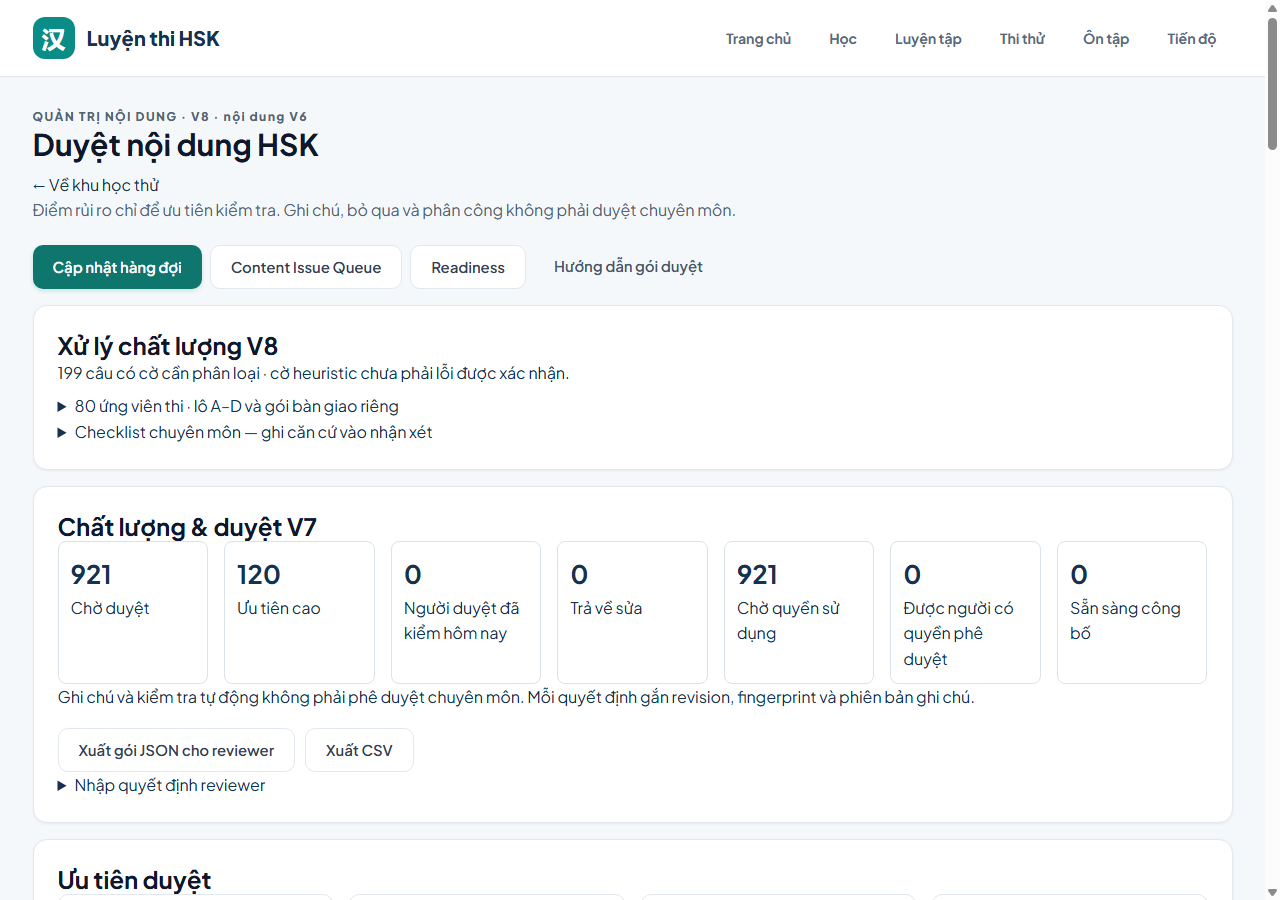 汉 Luyện thi HSK
Trang chủ Học Luyện tập Thi thử Ôn tập Tiến độ
QUẢN TRỊ NỘI DUNG · V8 · nội dung V6
Duyệt nội dung HSK
← Về khu học thử
Điểm rủi ro chỉ để ưu tiên kiểm tra. Ghi chú, bỏ qua và phân công không phải duyệt chuyên môn.
Cập nhật hàng đợi Content Issue Queue Readiness Hướng dẫn gói duyệt
Xử lý chất lượng V8
199 câu có cờ cần phân loại · cờ heuristic chưa phải lỗi được xác nhận.
▶ 80 ứng viên thi · lô A–D và gói bàn giao riêng
▶ Checklist chuyên môn — ghi căn cứ vào nhận xét
Chất lượng & duyệt V7
921
Chờ duyệt
120
Ưu tiên cao
0
Người duyệt đã
kiểm hôm nay
0
Trả về sửa
921
Chờ quyền sử
dụng
0
Được người có
quyền phê
duyệt
0
Sẵn sàng công
bố
Ghi chú và kiểm tra tự động không phải phê duyệt chuyên môn. Mỗi quyết định gắn revision, fingerprint và phiên bản ghi chú.
Xuất gói JSON cho reviewer Xuất CSV
▶ Nhập quyết định reviewer
Ưu tiên duyệt